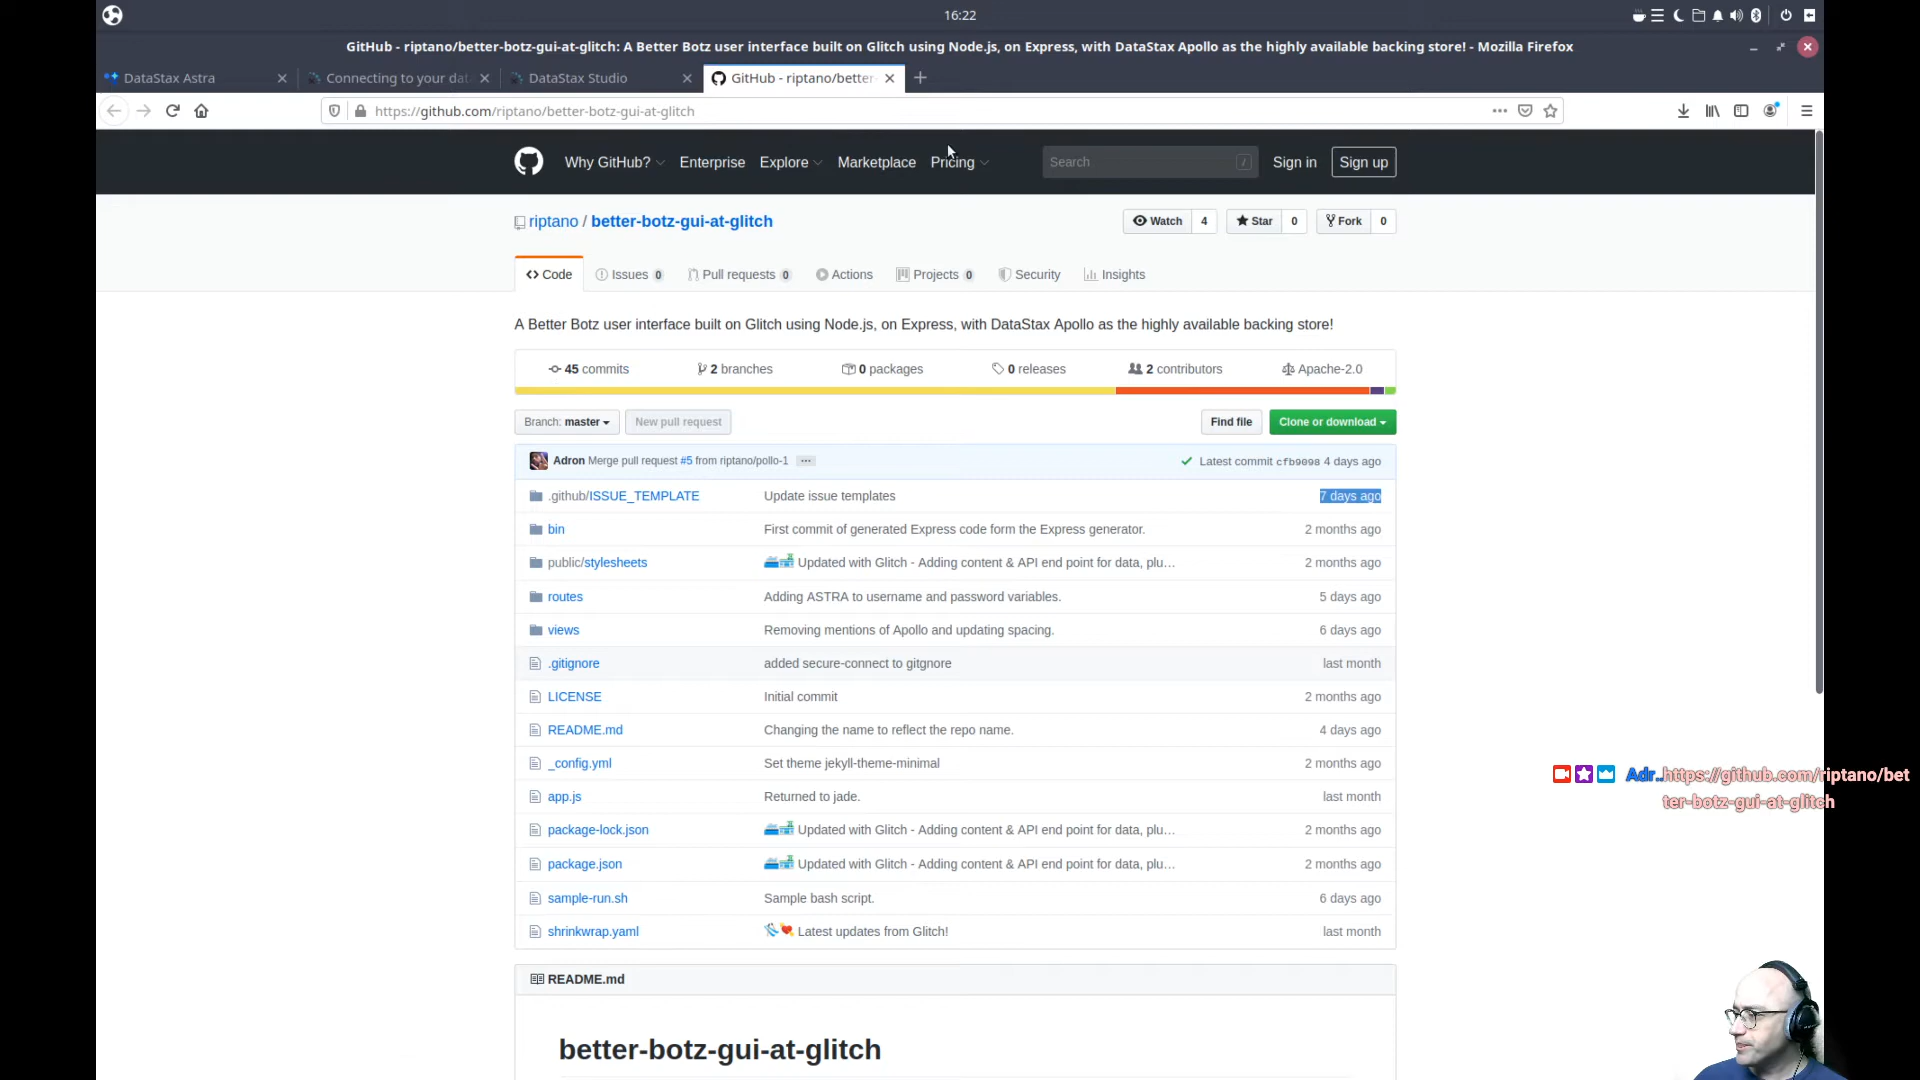 16:22
GitHub - riptano/better-botz-gui-at-glitch: A Better Botz user interface built on Glitch using Node.js, on Express, with DataStax Apollo as the highly available backing store! - Mozilla Firefox
DataStax Astra
Connecting to your dat
DataStax Studio
GitHub - riptano/better-
https://github.com/riptano/better-botz-gui-at-glitch
Why GitHub? Enterprise Explore Marketplace Pricing Search / Sign in Sign up
riptano / better-botz-gui-at-glitch
Watch 4 Star 0 Fork 0
Code Issues 0 Pull requests 0 Actions Projects 0 Security Insights
A Better Botz user interface built on Glitch using Node.js, on Express, with DataStax Apollo as the highly available backing store!
45 commits 2 branches 0 packages 0 releases 2 contributors Apache-2.0
Branch: master New pull request Find file Clone or download
Adron Merge pull request #5 from riptano/pollo-1 ... Latest commit cfb9098 4 days ago
.github/ISSUE_TEMPLATE Update issue templates 7 days ago
bin First commit of generated Express code form the Express generator. 2 months ago
public/stylesheets Updated with Glitch - Adding content & API end point for data, plu… 2 months ago
routes Adding ASTRA to username and password variables. 5 days ago
views Removing mentions of Apollo and updating spacing. 6 days ago
.gitignore added secure-connect to gitgnore last month
LICENSE Initial commit 2 months ago
README.md Changing the name to reflect the repo name. 4 days ago
_config.yml Set theme jekyll-theme-minimal 2 months ago
app.js Returned to jade. last month
package-lock.json Updated with Glitch - Adding content & API end point for data, plu… 2 months ago
package.json Updated with Glitch - Adding content & API end point for data, plu… 2 months ago
sample-run.sh Sample bash script. 6 days ago
shrinkwrap.yaml Latest updates from Glitch! last month
README.md
better-botz-gui-at-glitch
Adr..https://github.com/riptano/bet
ter-botz-gui-at-glitch